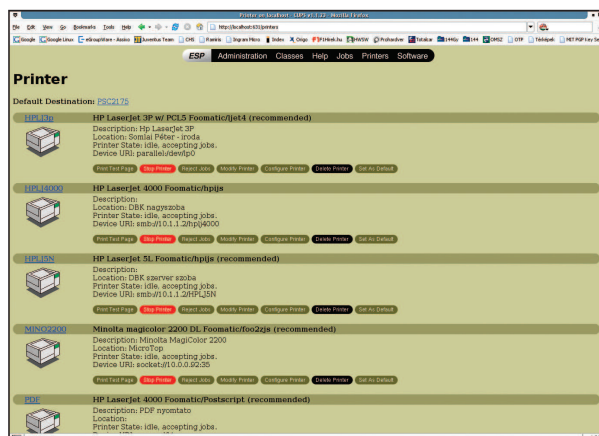 Printer on localhost - CUPS v1.1.23 - Mozilla Firefox
File Edit View Go Bookmarks Tools Help
http://localhost:631/printers
Google Google Linux Juventus Team CMS Ramiris Ingram Micro Index Origo HWSW Prohardver OTP Térképek MIT PGP Key Se
ESP Administration Classes Help Jobs Printers Software
Printer
Default Destination: PSC2175
HPLJ3p HP LaserJet 3P w/ PCL5 Foomatic/ljet4 (recommended)
Description: Hp LaserJet 3P
Location: Somlai Péter - iroda
Printer State: idle, accepting jobs.
Device URI: parallel:/dev/lp0
Print Test Page Stop Printer Reject Jobs Modify Printer Configure Printer Delete Printer Set As Default
HPLJ4000 HP LaserJet 4000 Foomatic/hpijs
Description:
Location: DBK nagyszoba
Printer State: idle, accepting jobs.
Device URI: smb://10.1.1.2/hplj4000
Print Test Page Stop Printer Reject Jobs Modify Printer Configure Printer Delete Printer Set As Default
HPLJ5N HP LaserJet 5L Foomatic/hpijs (recommended)
Description:
Location: DBK szerver szoba
Printer State: idle, accepting jobs.
Device URI: smb://10.1.1.2/HPLJ5N
Print Test Page Stop Printer Reject Jobs Modify Printer Configure Printer Delete Printer Set As Default
MINO2200 Minolta magicolor 2200 DL Foomatic/foo2zjs (recommended)
Description: Minolta MagiColor 2200
Location: MicroTop
Printer State: idle, accepting jobs.
Device URI: socket://10.0.0.92:35
Print Test Page Stop Printer Reject Jobs Modify Printer Configure Printer Delete Printer Set As Default
PDF HP LaserJet 4000 Foomatic/Postscript (recommended)
Description: PDF nyomtato
Location:
Printer State: idle, accepting jobs.